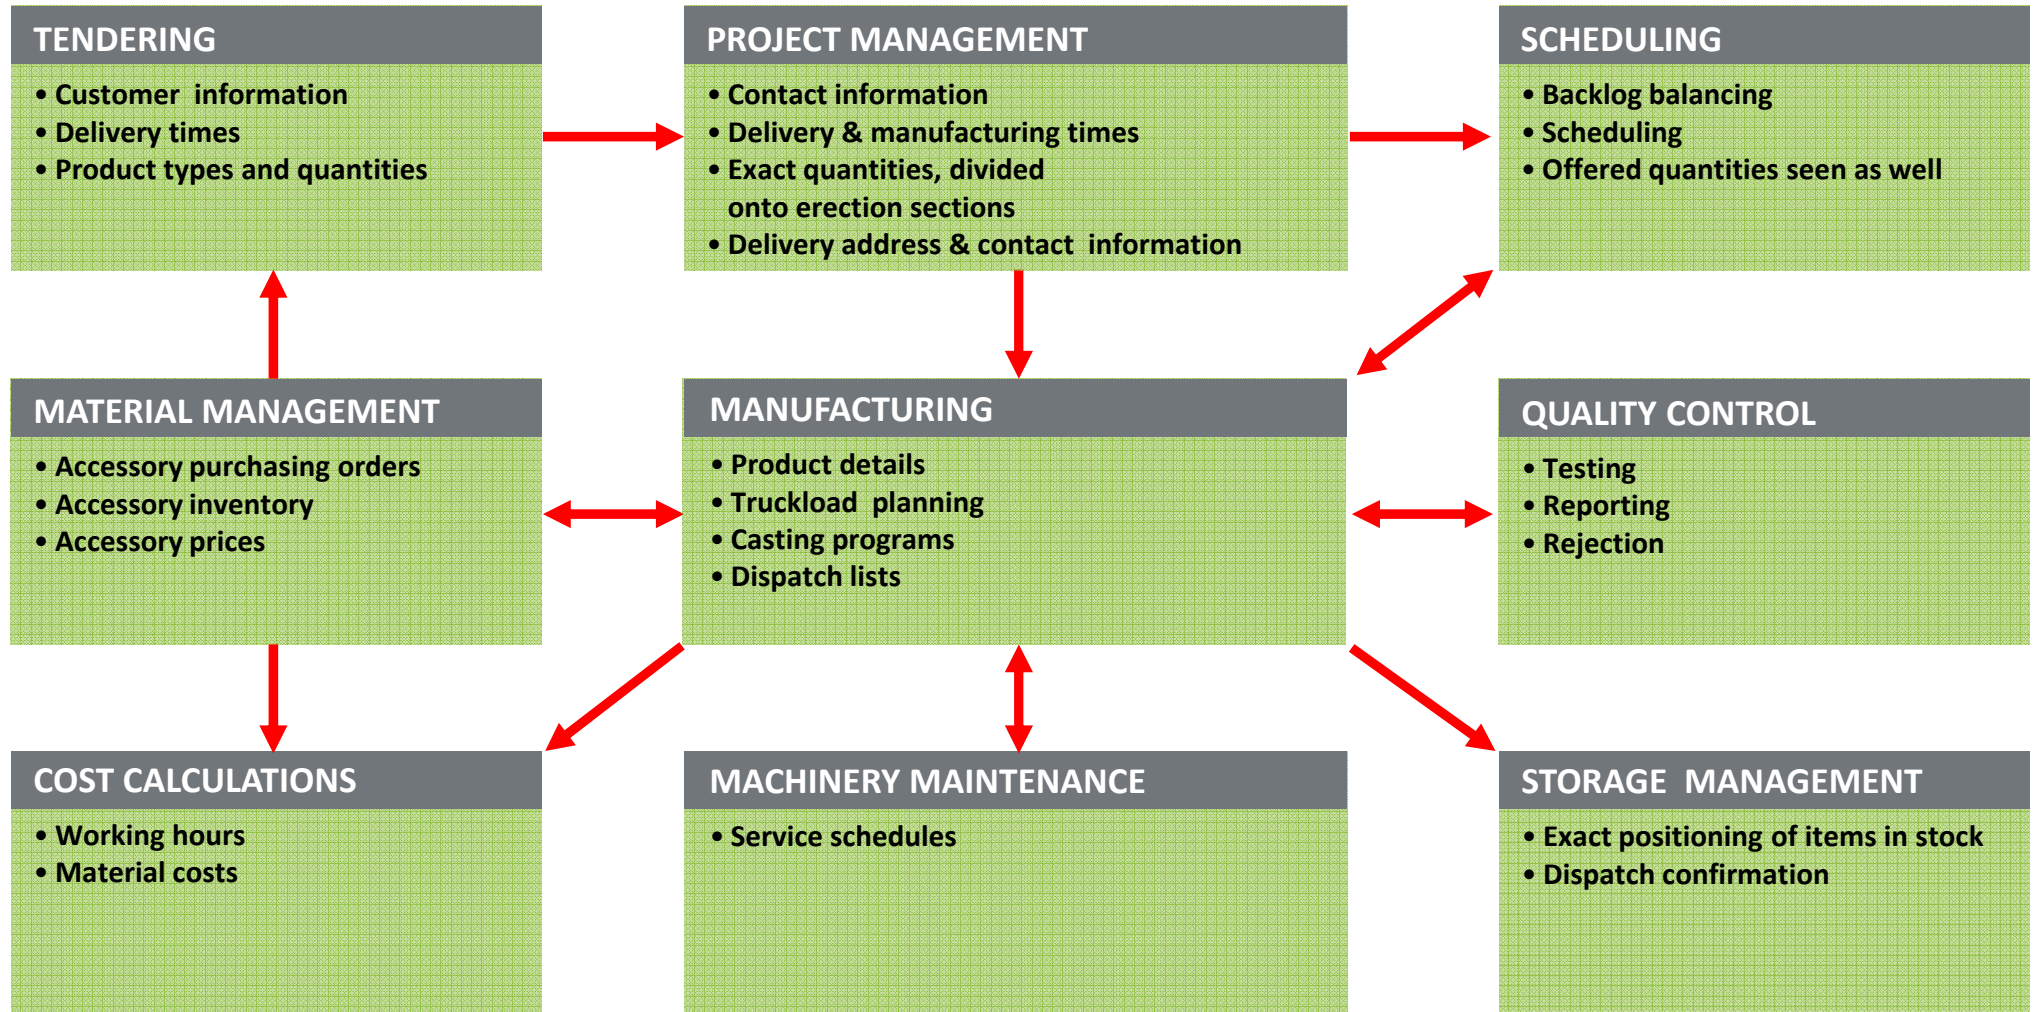 TENDERING
• Customer information
• Delivery times
• Product types and quantities
PROJECT MANAGEMENT
• Contact information
• Delivery & manufacturing times
• Exact quantities, divided
onto erection sections
• Delivery address & contact information
SCHEDULING
• Backlog balancing
• Scheduling
• Offered quantities seen as well
MATERIAL MANAGEMENT
• Accessory purchasing orders
• Accessory inventory
• Accessory prices
MANUFACTURING
• Product details
• Truckload planning
• Casting programs
• Dispatch lists
QUALITY CONTROL
• Testing
• Reporting
• Rejection
COST CALCULATIONS
• Working hours
• Material costs
MACHINERY MAINTENANCE
• Service schedules
STORAGE MANAGEMENT
• Exact positioning of items in stock
• Dispatch confirmation